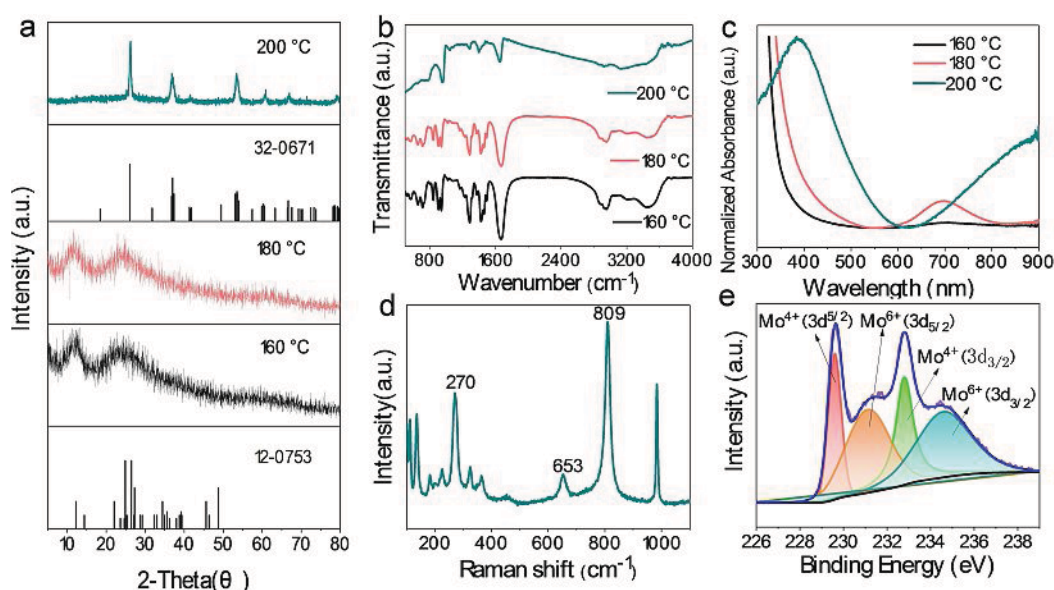 a
200 °C
32-0671
180 °C
160 °C
12-0753
Intensity (a.u.)
10 20 30 40 50 60 70 80
2-Theta(θ )
b
200 °C
180 °C
160 °C
Transmittance (a.u.)
800 1600 2400 3200 4000
Wavenumber (cm⁻¹)
c
160 °C
180 °C
200 °C
Normalized Absorbance (a.u.)
300 400 500 600 700 800 900
Wavelength (nm)
d
809
270
653
Intensity(a.u.)
200 400 600 800 1000
Raman shift (cm⁻¹)
e
Mo⁴⁺(3d⁵/²) Mo⁶⁺(3d₅/₂)
Mo⁴⁺(3d₃/₂)
Mo⁶⁺(3d₃/₂)
Intensity(a.u.)
226 228 230 232 234 236 238
Binding Energy (eV)